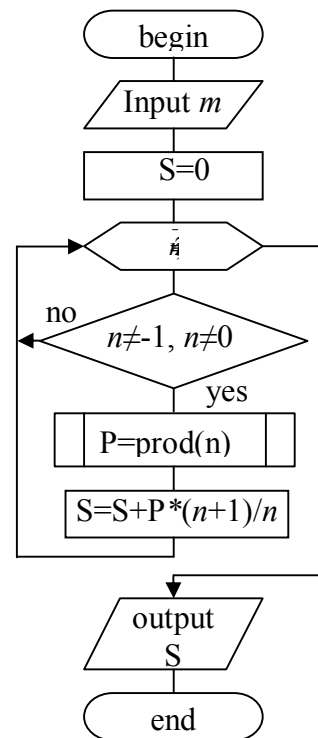 begin
Input m
S=0
no
n≠-1, n≠0
yes
P=prod(n)
S=S+P*(n+1)/n
output
S
end